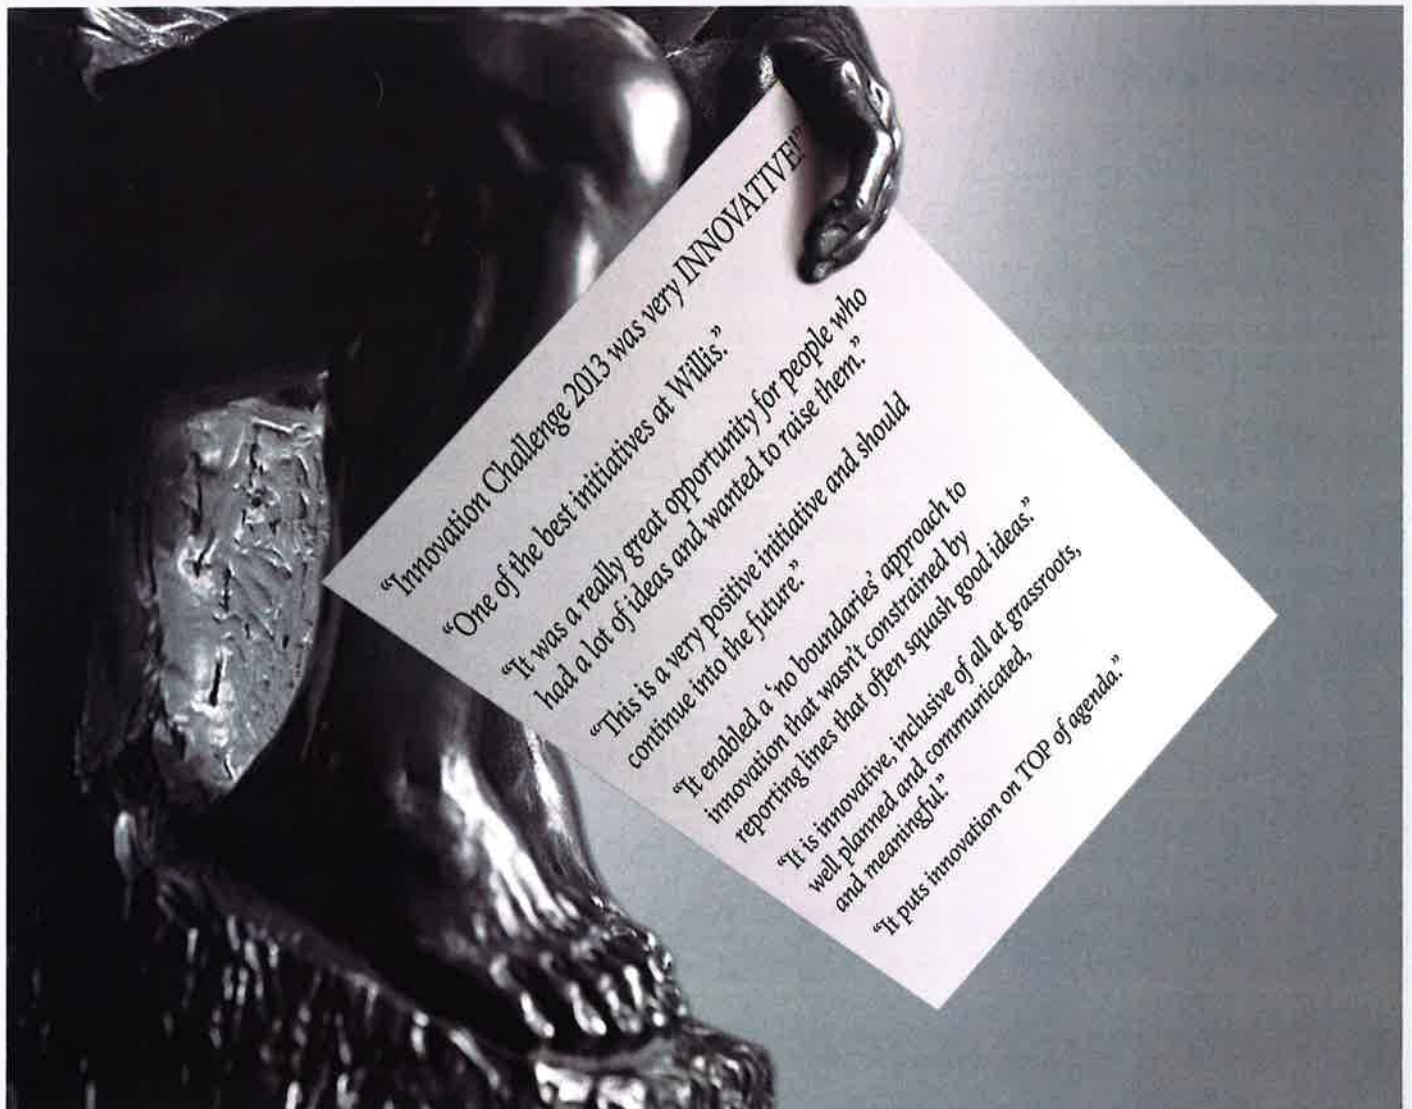 “Innovation Challenge 2013 was very INNOVATIVE!”
“One of the best initiatives at Willis.”
“It was a really great opportunity for people who
had a lot of ideas and wanted to raise them.”
“This is a very positive initiative and should
continue into the future.”
“It enabled a ‘no boundaries’ approach to
innovation that wasn’t constrained by
reporting lines that often squash good ideas.”
“It is innovative, inclusive of all at grassroots,
well planned and communicated,
and meaningful.”
“It puts innovation on TOP of agenda.”